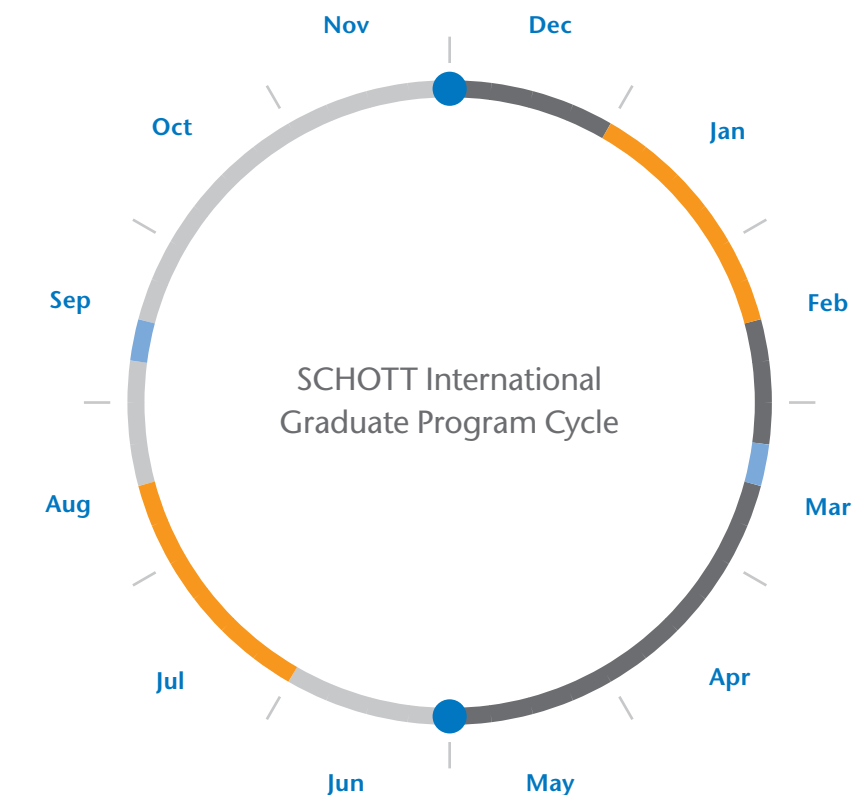 Nov
Dec
Oct
Jan
Sep
Feb
SCHOTT International
Graduate Program Cycle
Aug
Mar
Jul
Apr
Jun
May